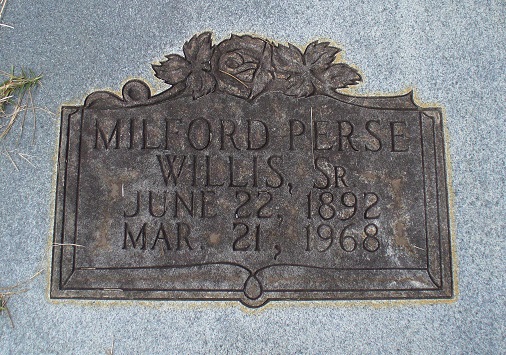 MILFORD PERSE
WILLIS, SR.
JUNE 22, 1892
MAR. 21, 1968